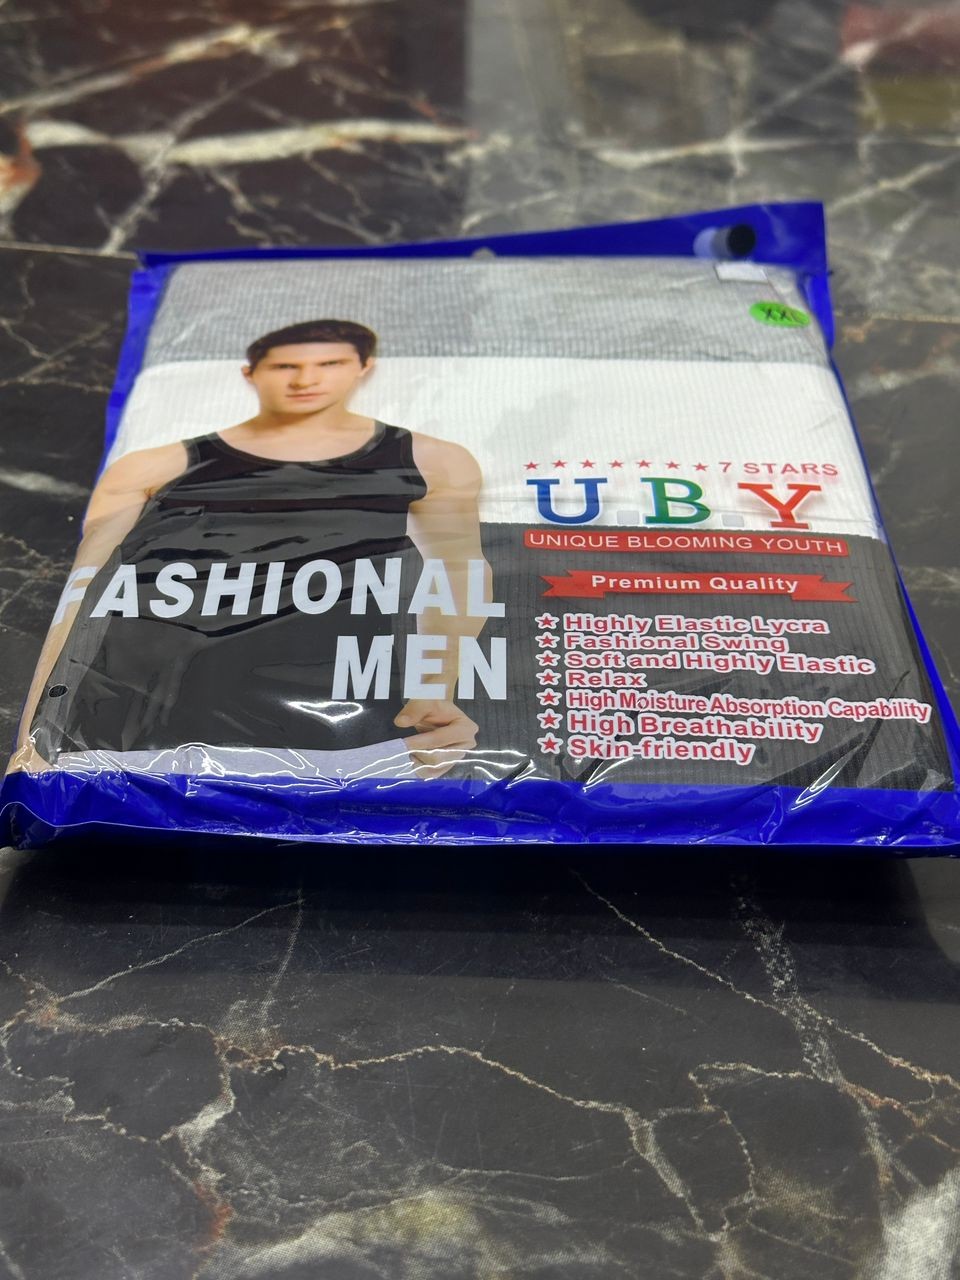 XXL
★★★★★★★ 7 STARS
U.B.Y
UNIQUE BLOOMING YOUTH
Premium Quality
FASHIONAL
MEN
★ Highly Elastic Lycra
★ Fashional Swing
★ Soft and Highly Elastic
★ Relax
★ High Moisture Absorption Capability
★ High Breathability
★ Skin-friendly